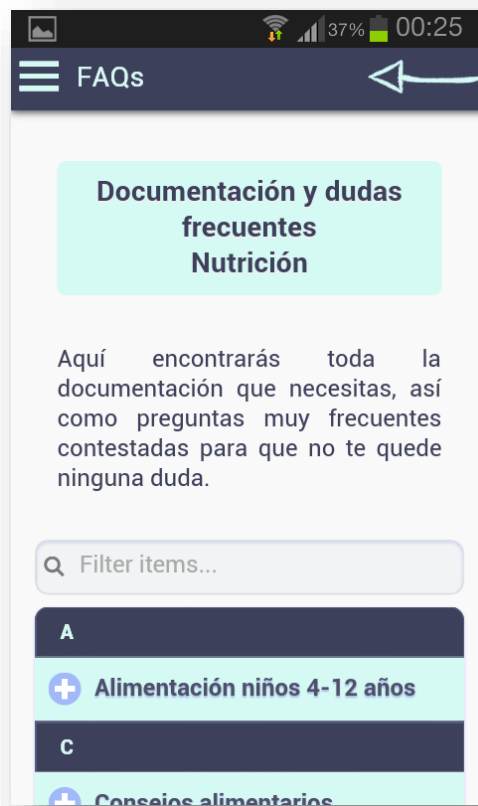 37% 00:25
FAQs
Documentación y dudas
frecuentes
Nutrición
Aquí encontrarás toda la
documentación que necesitas, así
como preguntas muy frecuentes
contestadas para que no te quede
ninguna duda.
Filter items...
A
Alimentación niños 4-12 años
C
Consejos alimentarios